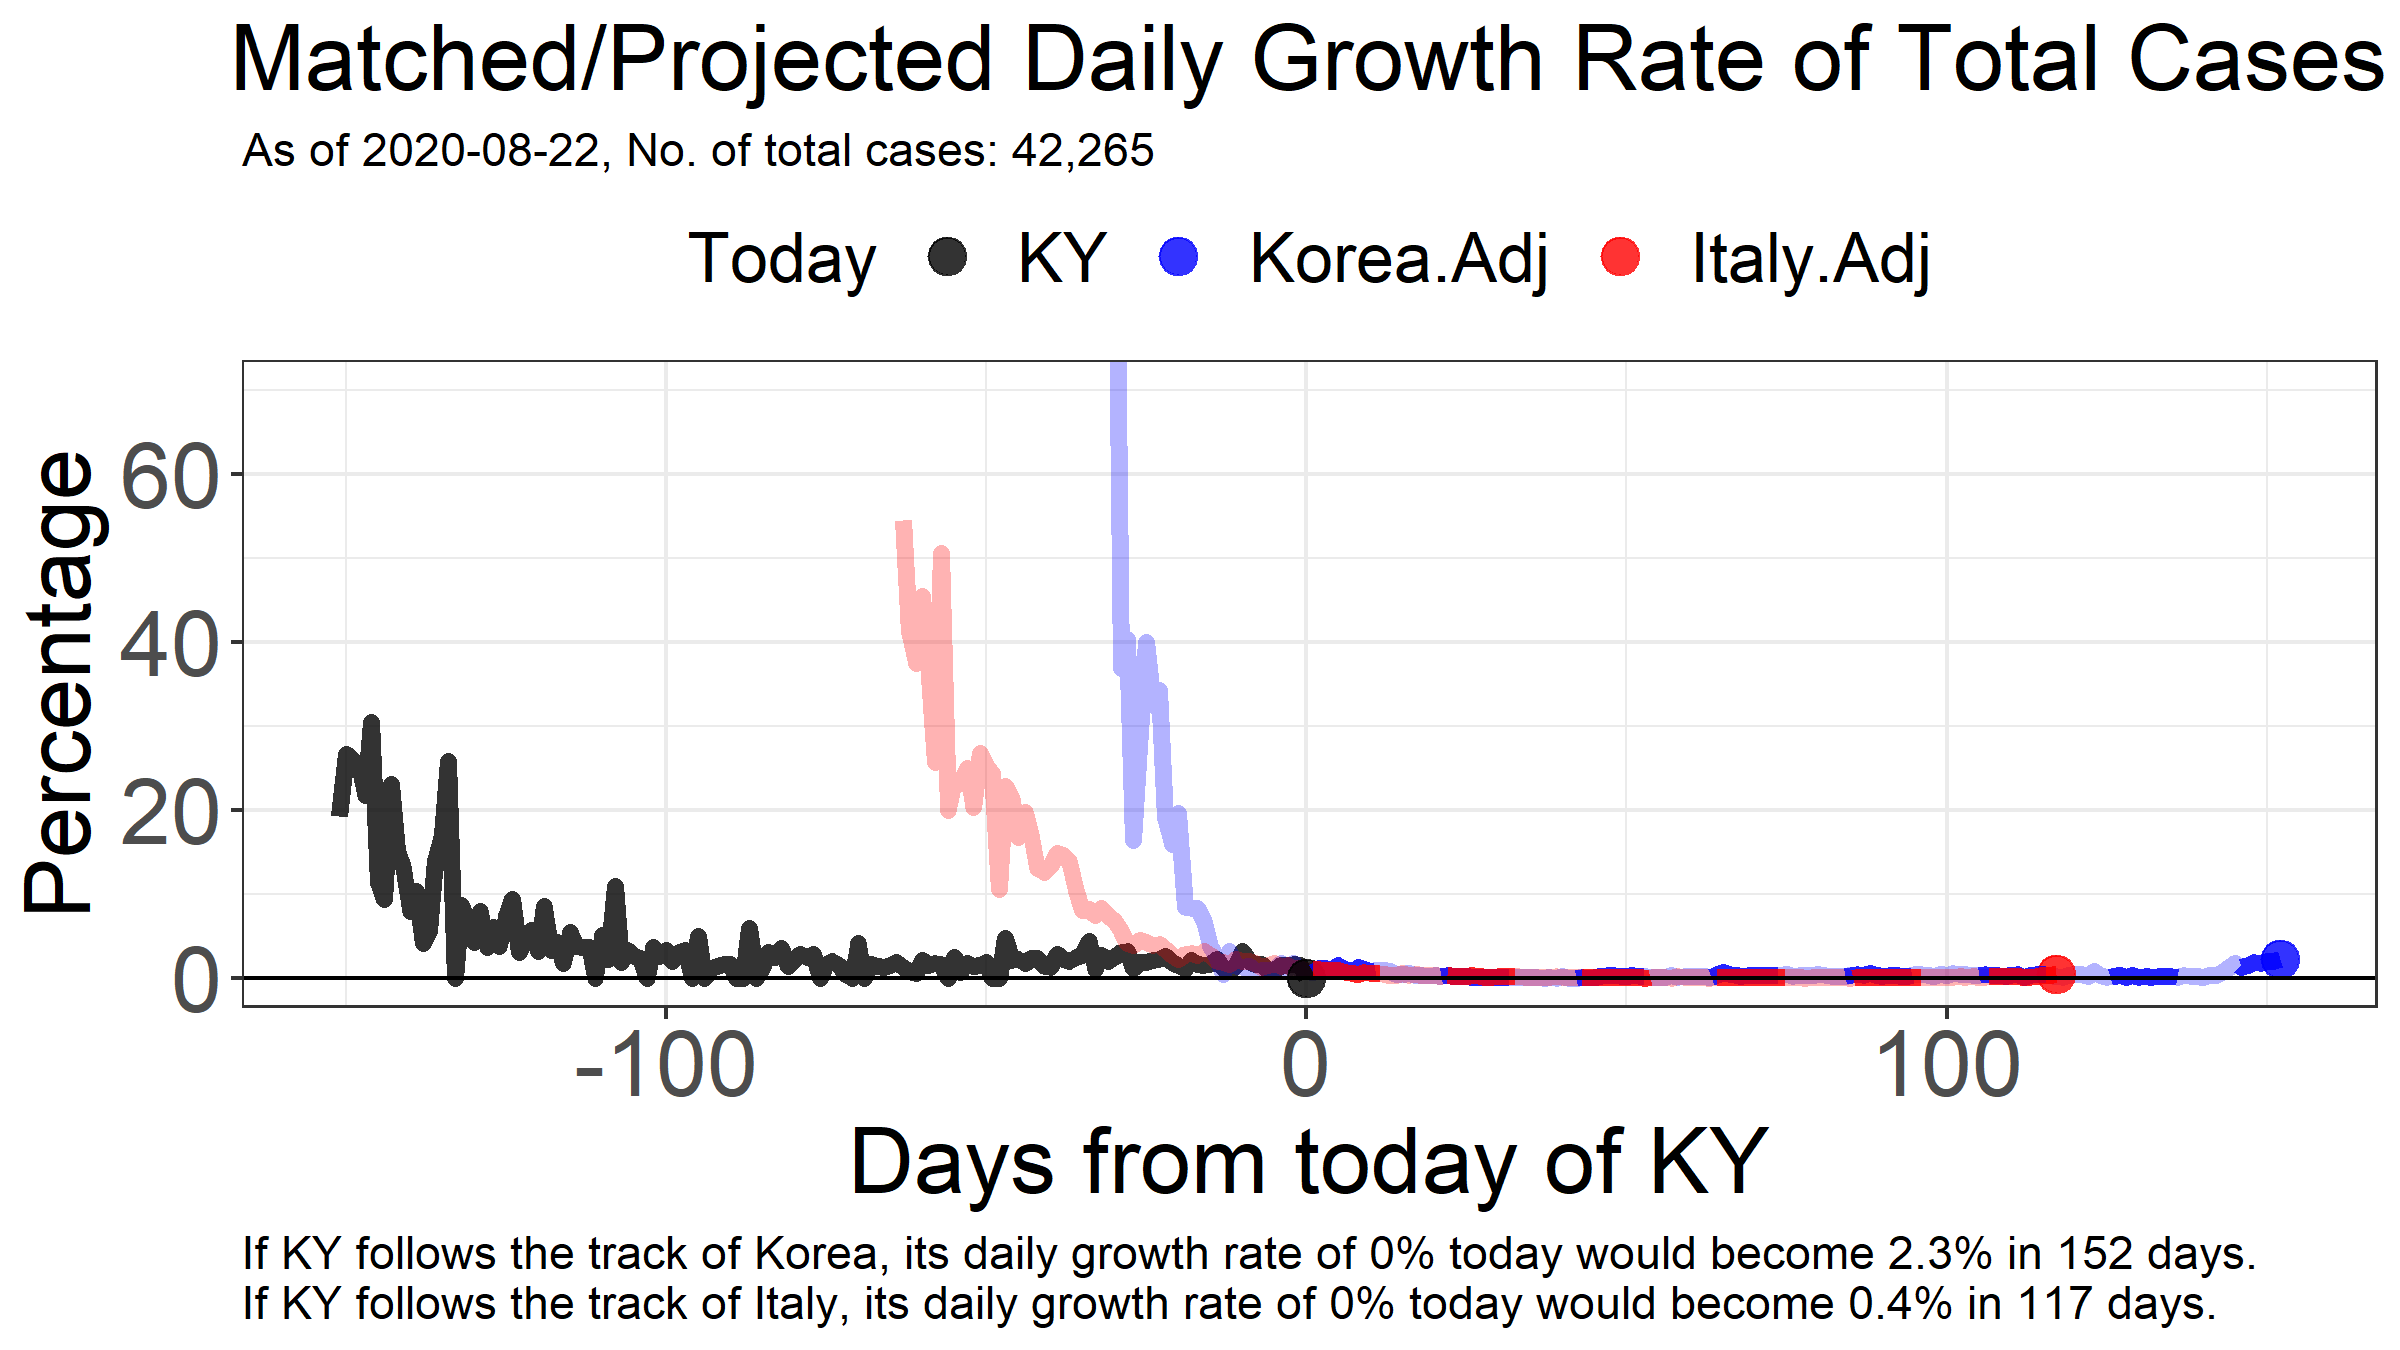 Matched/Projected Daily Growth Rate of Total Cases
As of 2020-08-22, No. of total cases: 42,265
Today KY Korea.Adj Italy.Adj
Percentage
60
40
20
0
-100 0 100
Days from today of KY
If KY follows the track of Korea, its daily growth rate of 0% today would become 2.3% in 152 days.
If KY follows the track of Italy, its daily growth rate of 0% today would become 0.4% in 117 days.